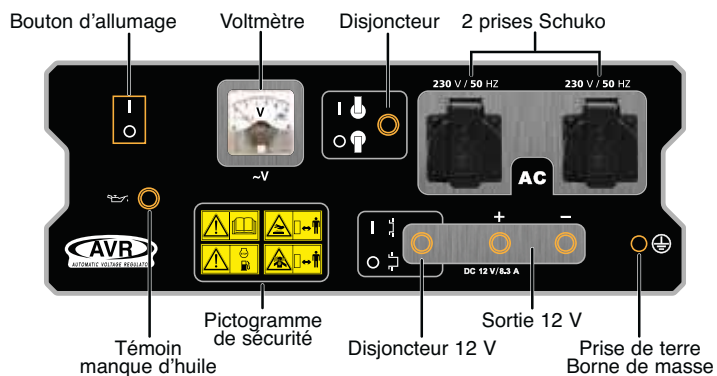 Bouton d'allumage
Voltmètre
Disjoncteur
2 prises Schuko
230 V / 50 HZ
230 V / 50 HZ
I
O
V
~V
I
O
AC
AVR
AUTOMATIC VOLTAGE REGULATOR
I
O
+
−
DC 12 V/8.3 A
Témoin
manque d'huile
Pictogramme
de sécurité
Disjoncteur 12 V
Sortie 12 V
Prise de terre
Borne de masse